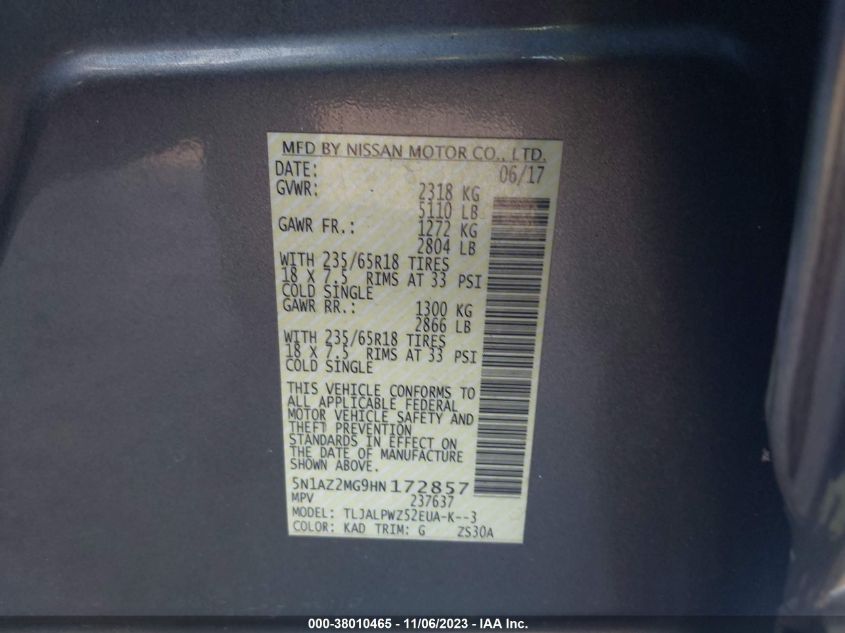 MFD BY NISSAN MOTOR CO., LTD.
DATE: 06/17
GVWR: 2318 KG
5110 LB
GAWR FR.: 1272 KG
2804 LB
WITH 235/65R18 TIRES
18 X 7.5 RIMS AT 33 PSI
COLD SINGLE
GAWR RR.: 1300 KG
2866 LB
WITH 235/65R18 TIRES
18 X 7.5 RIMS AT 33 PSI
COLD SINGLE
THIS VEHICLE CONFORMS TO
ALL APPLICABLE FEDERAL
MOTOR VEHICLE SAFETY AND
THEFT PREVENTION
STANDARDS IN EFFECT ON
THE DATE OF MANUFACTURE
SHOWN ABOVE.
5N1AZ2MG9HN172857
MPV 237637
MODEL: TLJALPWZ52EUA-K--3
COLOR: KAD TRIM: G ZS30A
000-38010465 - 11/06/2023 - IAA Inc.